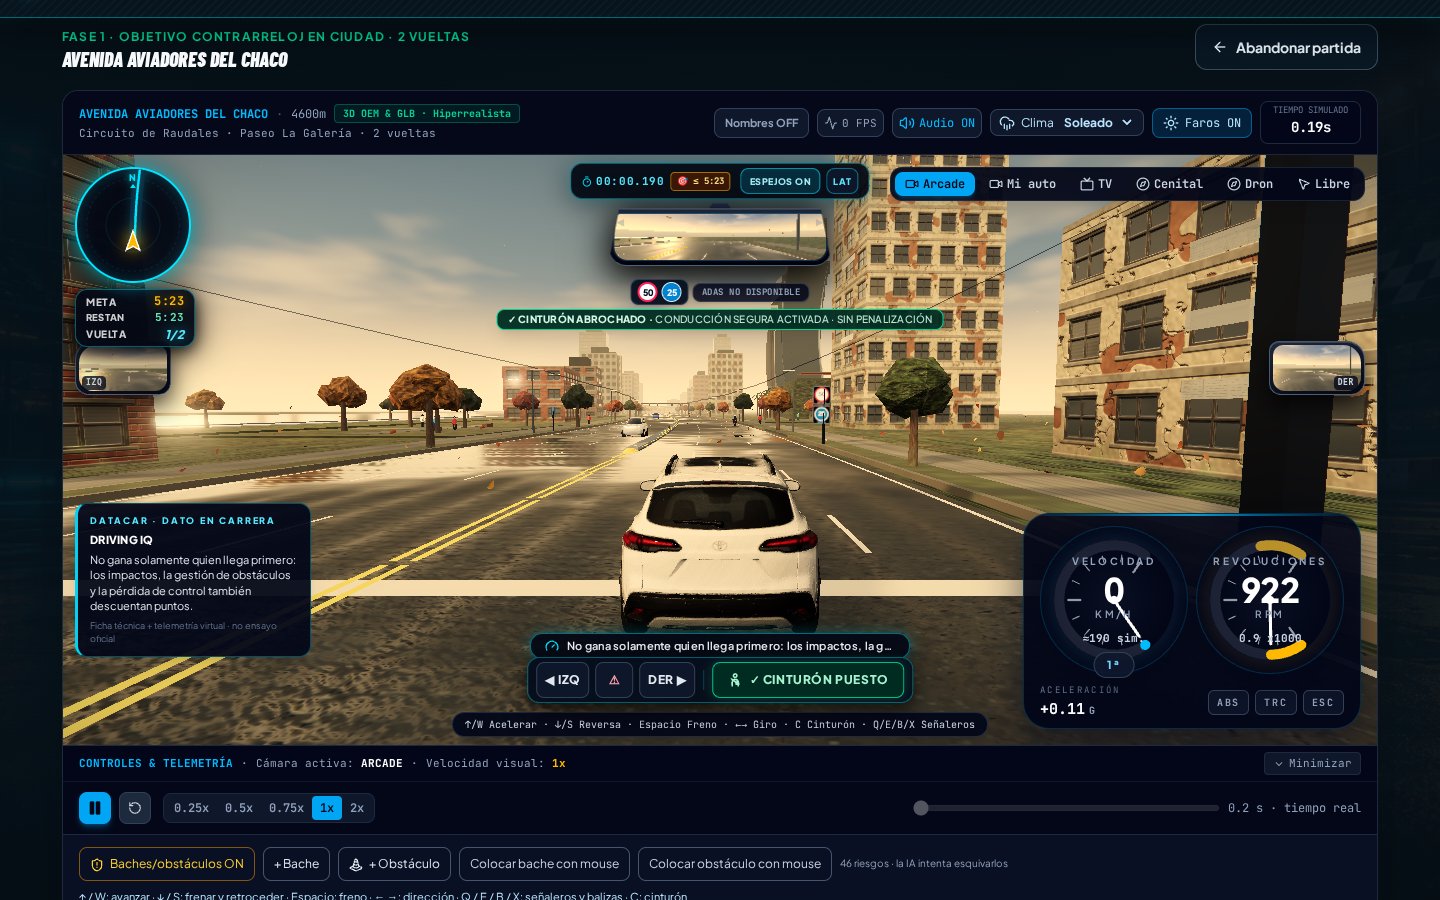 FASE 1 · OBJETIVO CONTRARRELOJ EN CIUDAD · 2 VUELTAS
AVENIDA AVIADORES DEL CHACO
← Abandonar partida
AVENIDA AVIADORES DEL CHACO · 4600m 3D OEM & GLB · Hiperrealista
Circuito de Raudales · Paseo La Galería · 2 vueltas
Nombres OFF
0 FPS
Audio ON
Clima Soleado
Faros ON
TIEMPO SIMULADO
0.19s
N
00:00.190
≤ 5:23
ESPEJOS ON
LAT
Arcade
Mi auto
TV
Cenital
Dron
Libre
META 5:23
RESTAN 5:23
VUELTA 1/2
IZQ
50
25
ADAS NO DISPONIBLE
✓ CINTURÓN ABROCHADO · CONDUCCIÓN SEGURA ACTIVADA · SIN PENALIZACIÓN
DER
DATACAR · DATO EN CARRERA
DRIVING IQ
No gana solamente quien llega primero:
los impactos, la gestión de obstáculos
y la pérdida de control también
descuentan puntos.
Ficha técnica + telemetría virtual · no ensayo
oficial
VELOCIDAD
0
KM/H
≈190 sim.
1ª
REVOLUCIONES
922
RPM
0.9 x1000
ACELERACIÓN
+0.11 G
ABS
TRC
ESC
No gana solamente quien llega primero: los impactos, la g…
◀ IZQ
⚠
DER ▶
✓ CINTURÓN PUESTO
↑/W Acelerar · ↓/S Reversa · Espacio Freno · ←→ Giro · C Cinturón · Q/E/B/X Señaleros
CONTROLES & TELEMETRÍA · Cámara activa: ARCADE · Velocidad visual: 1x
Minimizar
0.25x
0.5x
0.75x
1x
2x
0.2 s · tiempo real
Baches/obstáculos ON
+ Bache
+ Obstáculo
Colocar bache con mouse
Colocar obstáculo con mouse
46 riesgos · la IA intenta esquivarlos
↑ / W: avanzar · ↓ / S: frenar y retroceder · Espacio: freno · ← →: dirección · Q / E / B / X: señaleros y balizas · C: cinturón